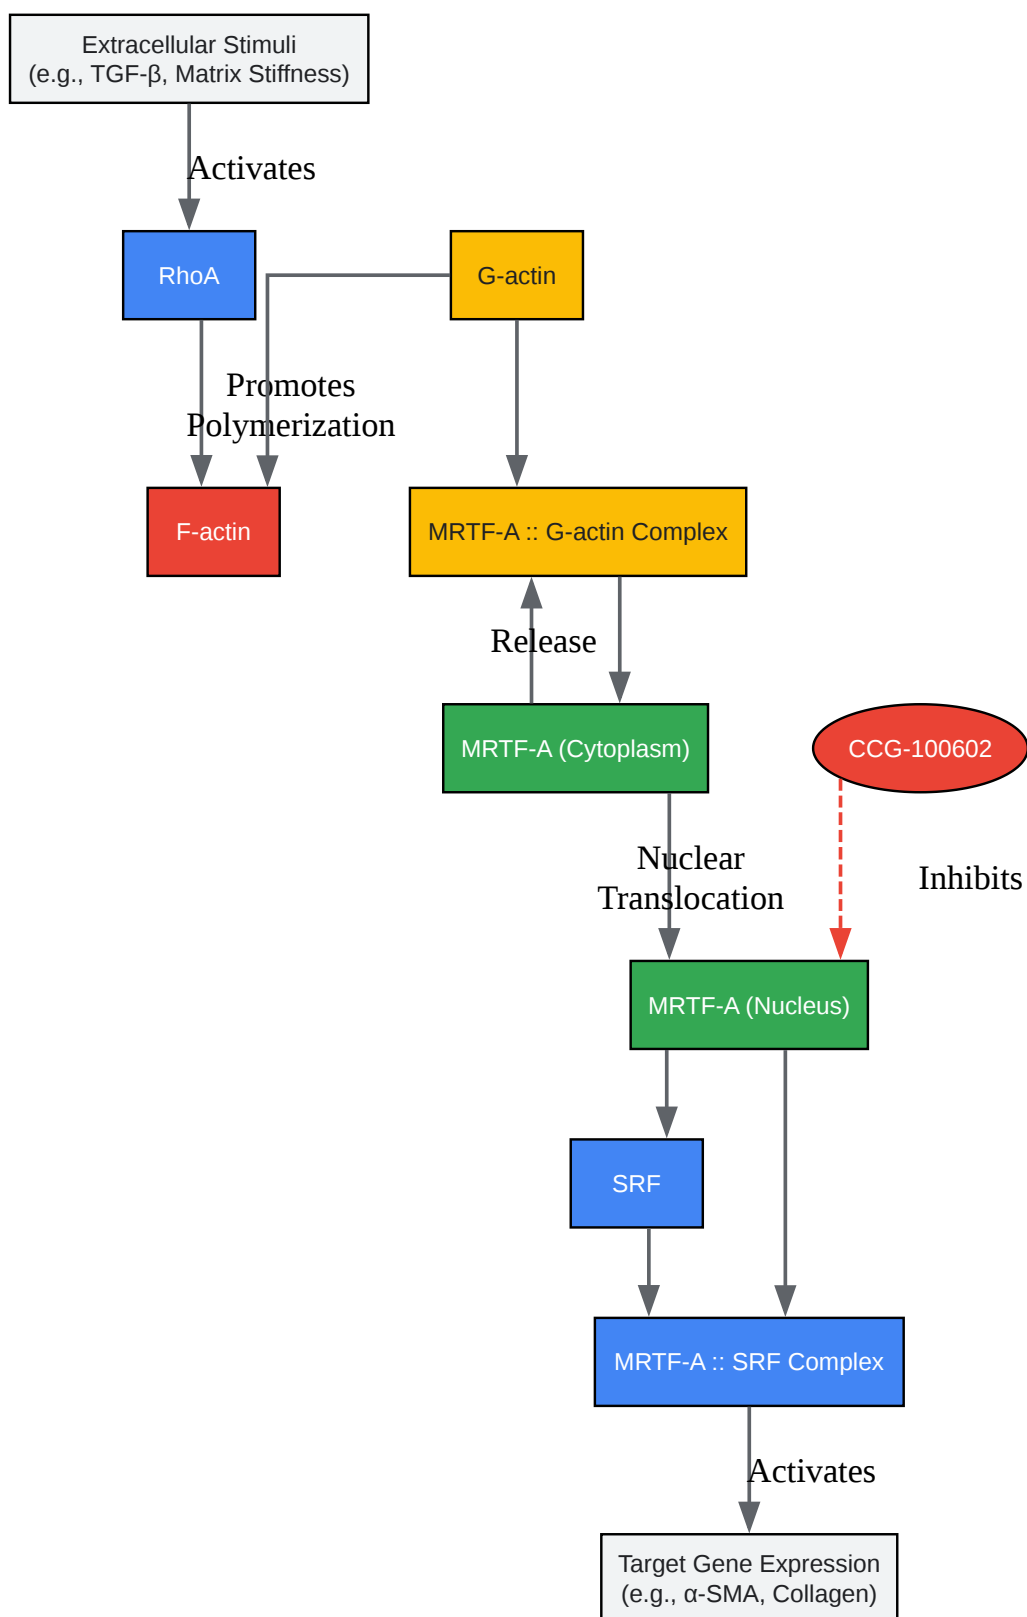 Extracellular Stimuli
(e.g., TGF-β, Matrix Stiffness)
Activates
RhoA
G-actin
Promotes
Polymerization
F-actin
MRTF-A :: G-actin Complex
Release
MRTF-A (Cytoplasm)
CCG-100602
Nuclear
Translocation
Inhibits
MRTF-A (Nucleus)
SRF
MRTF-A :: SRF Complex
Activates
Target Gene Expression
(e.g., α-SMA, Collagen)